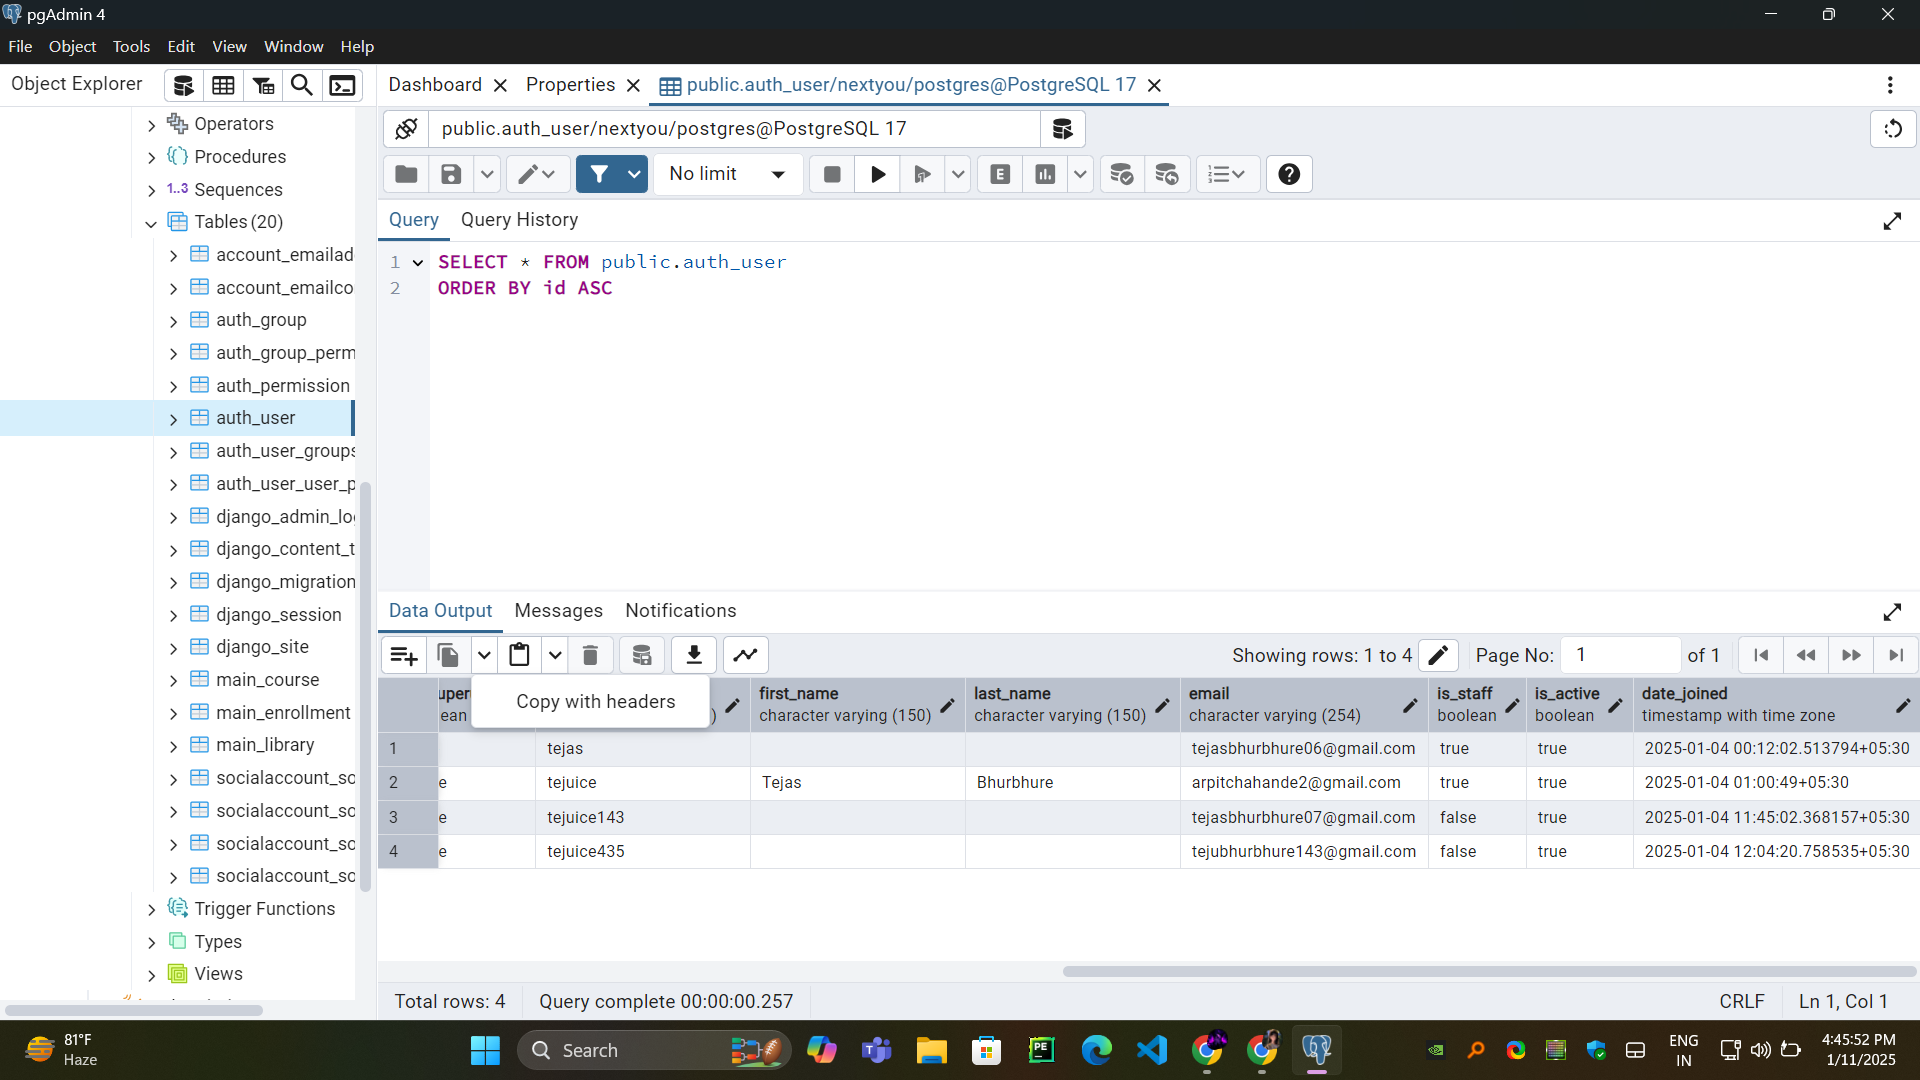 pgAdmin 4
File Object Tools Edit View Window Help
Object Explorer
Dashboard Properties public.auth_user/nextyou/postgres@PostgreSQL 17
public.auth_user/nextyou/postgres@PostgreSQL 17
No limit
E
Query Query History
1 SELECT * FROM public.auth_user
2 ORDER BY id ASC
Operators
Procedures
1..3 Sequences
Tables (20)
account_emailad
account_emailco
auth_group
auth_group_perm
auth_permission
auth_user
auth_user_groups
auth_user_user_p
django_admin_lo
django_content_t
django_migration
django_session
django_site
main_course
main_enrollment
main_library
socialaccount_so
socialaccount_so
socialaccount_so
socialaccount_so
Trigger Functions
Types
Views
Data Output Messages Notifications
Showing rows: 1 to 4 Page No: 1 of 1
Copy with headers
uper first_name last_name email is_staff is_active date_joined
ean ) character varying (150) character varying (150) character varying (254) boolean boolean timestamp with time zone
1 tejas tejasbhurbhure06@gmail.com true true 2025-01-04 00:12:02.513794+05:30
2 e tejuice Tejas Bhurbhure arpitchahande2@gmail.com true true 2025-01-04 01:00:49+05:30
3 e tejuice143 tejasbhurbhure07@gmail.com false true 2025-01-04 11:45:02.368157+05:30
4 e tejuice435 tejubhurbhure143@gmail.com false true 2025-01-04 12:04:20.758535+05:30
Total rows: 4 Query complete 00:00:00.257 CRLF Ln 1, Col 1
81°F
Haze
Search
PE
ENG
IN
4:45:52 PM
1/11/2025